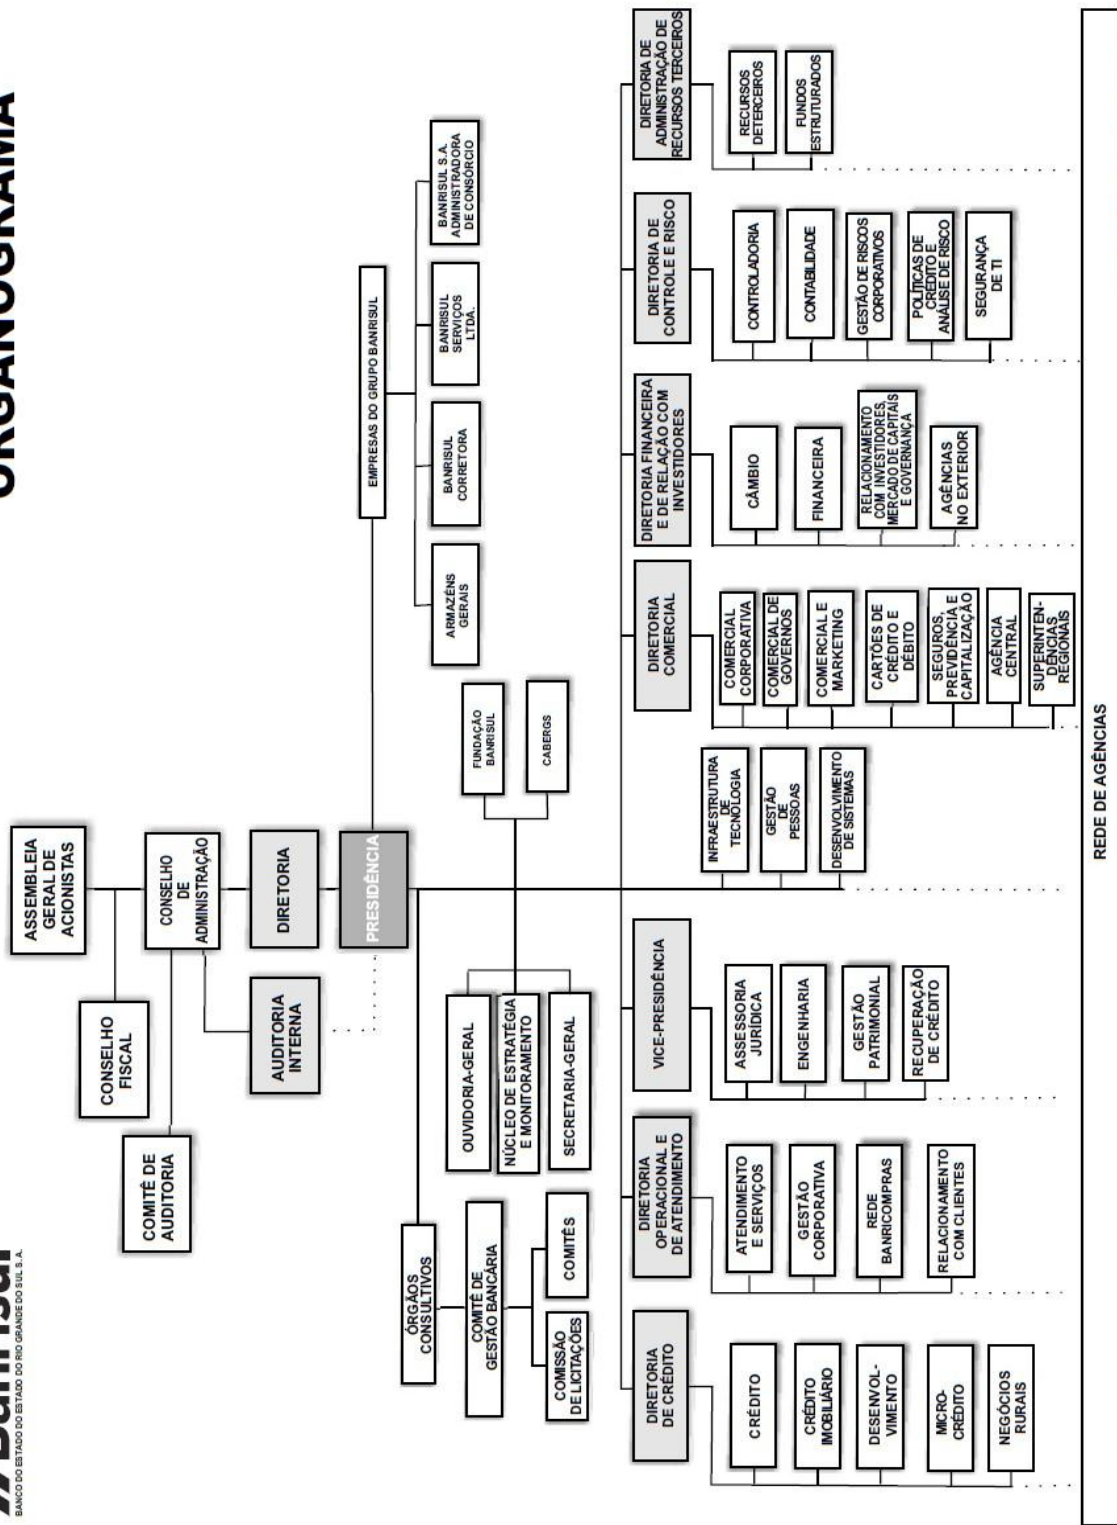 Banrisul
BANCO DO ESTADO DO RIO GRANDE DO SUL S.A.
ORGANOGRAMA
ASSEMBLEIA
GERAL DE
ACIONISTAS
CONSELHO
FISCAL
COMITÊ DE
AUDITORIA
CONSELHO
DE
ADMINISTRAÇÃO
AUDITORIA
INTERNA
DIRETORIA
PRESIDÊNCIA
EMPRESAS DO GRUPO BANRISUL
ARMAZÉNS
GERAIS
BANRISUL
CORRETORA
BANRISUL
SERVIÇOS
LTDA.
BANRISUL S.A.
ADMINISTRADORA
DE CONSÓRCIO
ÓRGÃOS
CONSULTIVOS
COMITÊ DE
GESTÃO BANCÁRIA
COMISSÃO
DE LICITAÇÕES
COMITÊS
OUVIDORIA-GERAL
NÚCLEO DE ESTRATÉGIA
E MONITORAMENTO
SECRETARIA-GERAL
FUNDAÇÃO
BANRISUL
CABERGS
DIRETORIA
DE CRÉDITO
CRÉDITO
CRÉDITO
IMOBILIÁRIO
DESENVOL-
VIMENTO
MICRO-
CRÉDITO
NEGÓCIOS
RURAIS
DIRETORIA
OPERACIONAL E
DE ATENDIMENTO
ATENDIMENTO
E SERVIÇOS
GESTÃO
CORPORATIVA
REDE
BANRICOMPRAS
RELACIONAMENTO
COM CLIENTES
VICE-PRESIDÊNCIA
ASSESSORIA
JURÍDICA
ENGENHARIA
GESTÃO
PATRIMONIAL
RECUPERAÇÃO
DE CRÉDITO
INFRAESTRUTURA
DE
TECNOLOGIA
GESTÃO
DE
PESSOAS
DESENVOLVIMENTO
DE SISTEMAS
DIRETORIA
COMERCIAL
COMERCIAL
CORPORATIVA
COMERCIAL DE
GOVERNOS
COMERCIAL E
MARKETING
CARTÕES DE
CRÉDITO E
DÉBITO
SEGUROS,
PREVIDÊNCIA E
CAPITALIZAÇÃO
AGÊNCIA
CENTRAL
SUPERINTEN-
DÊNCIAS
REGIONAIS
DIRETORIA FINANCEIRA
E DE RELAÇÃO COM
INVESTIDORES
CÂMBIO
FINANCEIRA
RELACIONAMENTO
COM INVESTIDORES,
MERCADO DE CAPITAIS
E GOVERNANÇA
AGÊNCIAS
NO EXTERIOR
DIRETORIA DE
CONTROLE E RISCO
CONTROLADORIA
CONTABILIDADE
GESTÃO DE RISCOS
CORPORATIVOS
POLÍTICAS DE
CRÉDITO E
ANÁLISE DE RISCO
SEGURANÇA
DE TI
DIRETORIA DE
ADMINISTRAÇÃO DE
RECURSOS TERCEIROS
RECURSOS
DETERCEIROS
FUNDOS
ESTRUTURADOS
REDE DE AGÊNCIAS